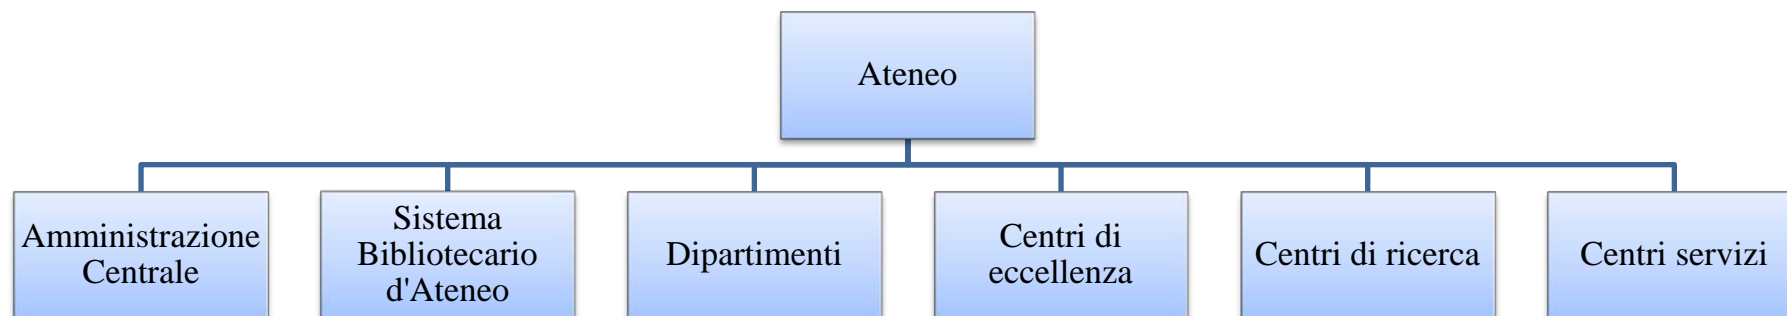 Ateneo
Amministrazione
Centrale
Sistema
Bibliotecario
d'Ateneo
Dipartimenti
Centri di
eccellenza
Centri di ricerca
Centri servizi